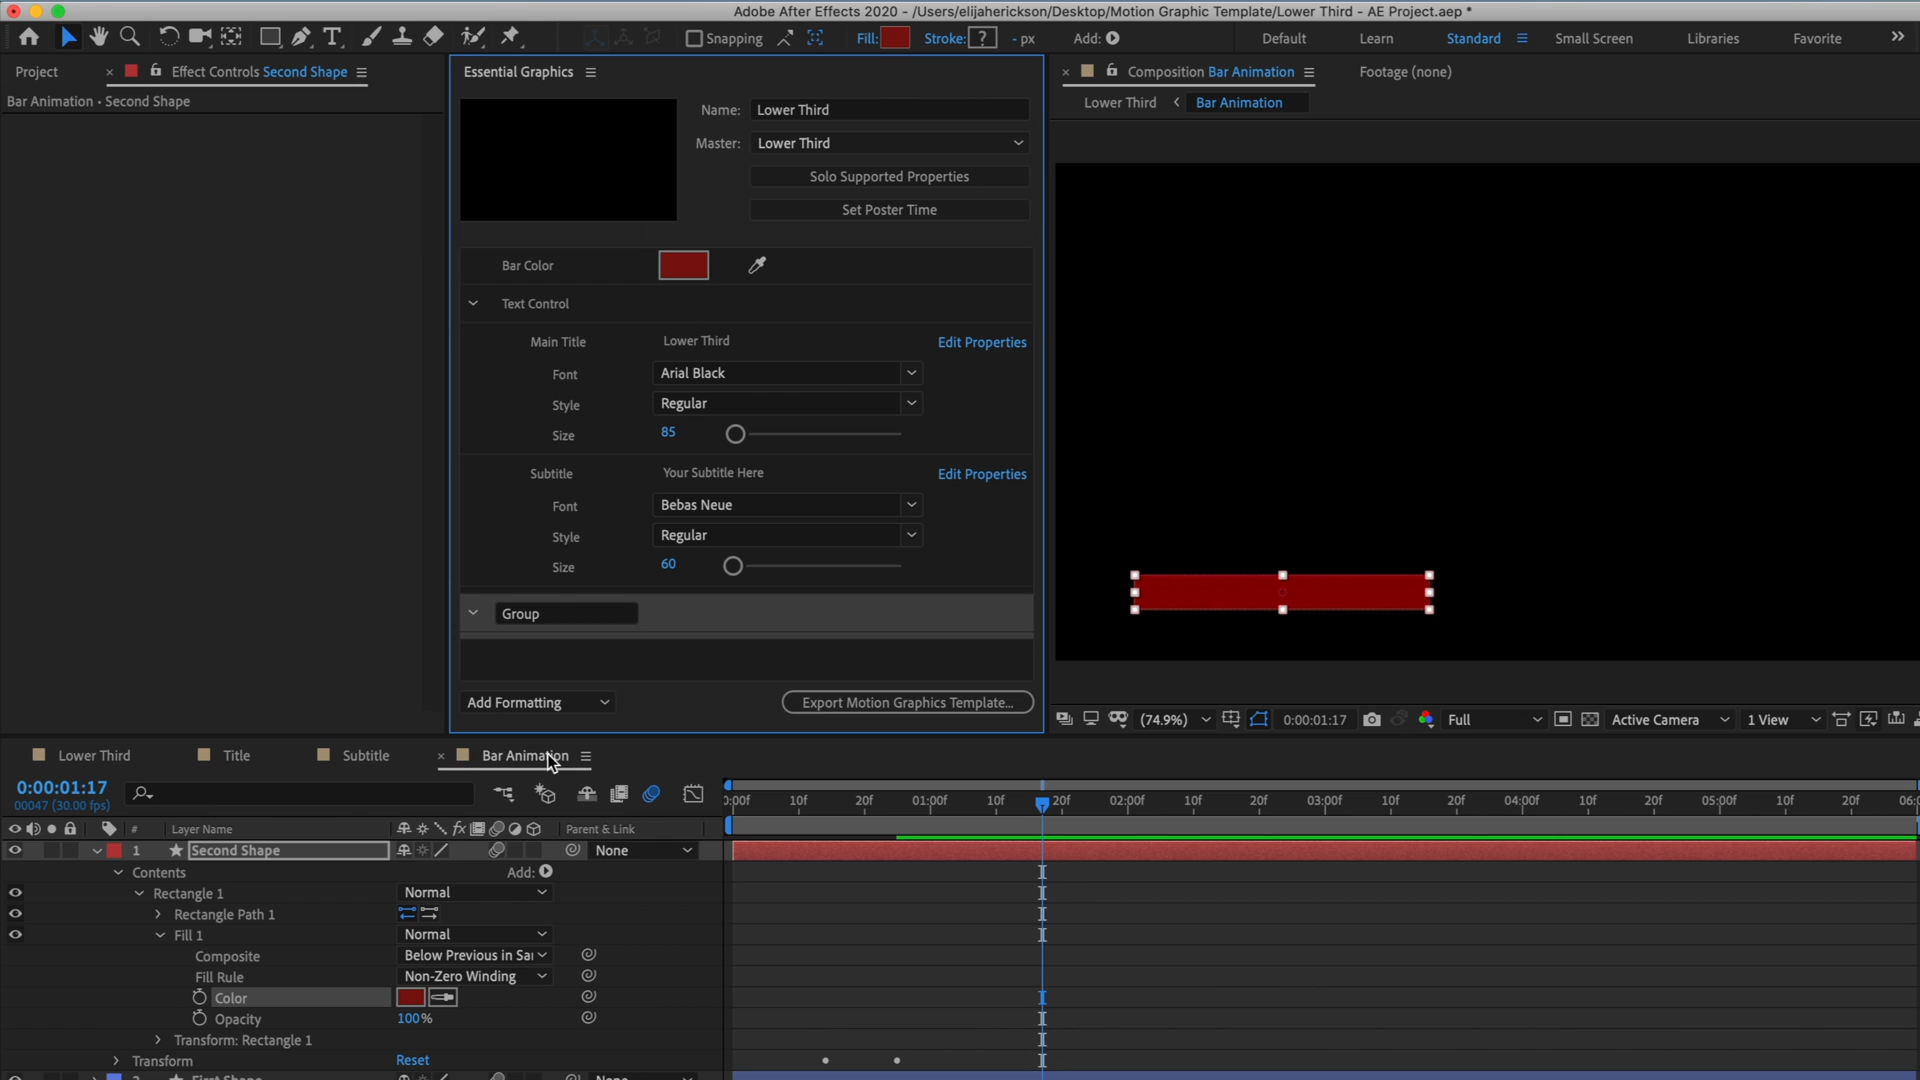 Adobe After Effects 2020 - /Users/elijaherickson/Desktop/Motion Graphic Template/Lower Third - AE Project.aep *
Snapping Fill: Stroke: ? - px Add: Default Learn Standard Small Screen Libraries Favorite
Project Effect Controls Second Shape
Bar Animation • Second Shape
Essential Graphics
Name: Lower Third
Master: Lower Third
Solo Supported Properties
Set Poster Time
Bar Color
Text Control
Main Title Lower Third Edit Properties
Font Arial Black
Style Regular
Size 85
Subtitle Your Subtitle Here Edit Properties
Font Bebas Neue
Style Regular
Size 60
Group
Add Formatting Export Motion Graphics Template...
Composition Bar Animation Footage (none)
Lower Third Bar Animation
(74.9%) 0:00:01:17 Full Active Camera 1 View
Lower Third Title Subtitle Bar Animation
0:00:01:17
00047 (30.00 fps)
0:00f 10f 20f 01:00f 10f 20f 02:00f 10f 20f 03:00f 10f 20f 04:00f 10f 20f 05:00f 10f 20f 06:0
# Layer Name fx Parent & Link
1 Second Shape None
Contents Add:
Rectangle 1 Normal
Rectangle Path 1
Fill 1 Normal
Composite Below Previous in Sa
Fill Rule Non-Zero Winding
Color
Opacity 100%
Transform: Rectangle 1
Transform Reset
First Shape None